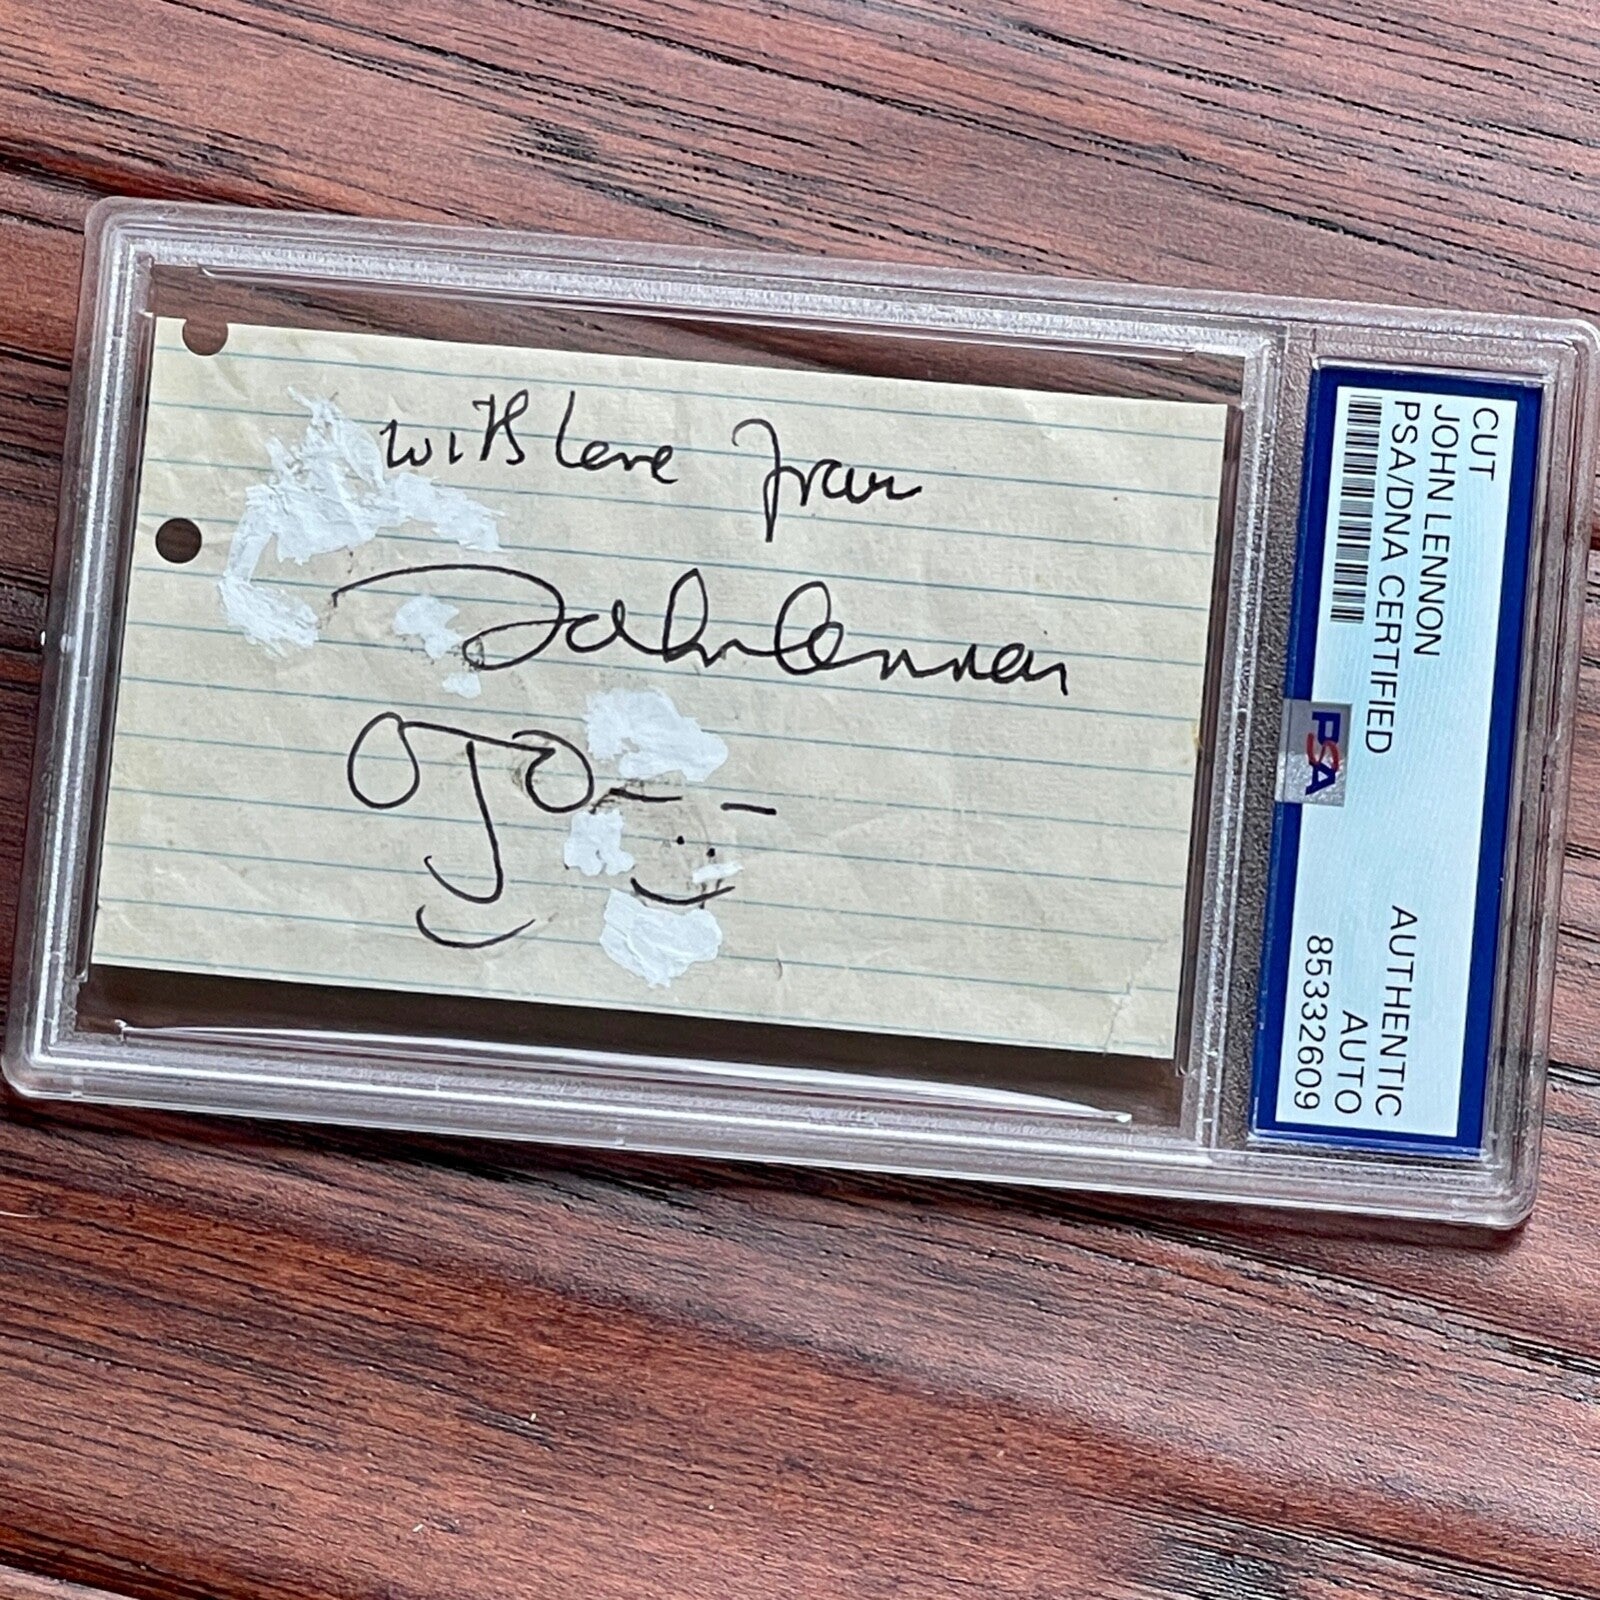 with love from
John Lennon
CUT
JOHN LENNON
PSA/DNA CERTIFIED
AUTHENTIC
AUTO
85332609
PSA